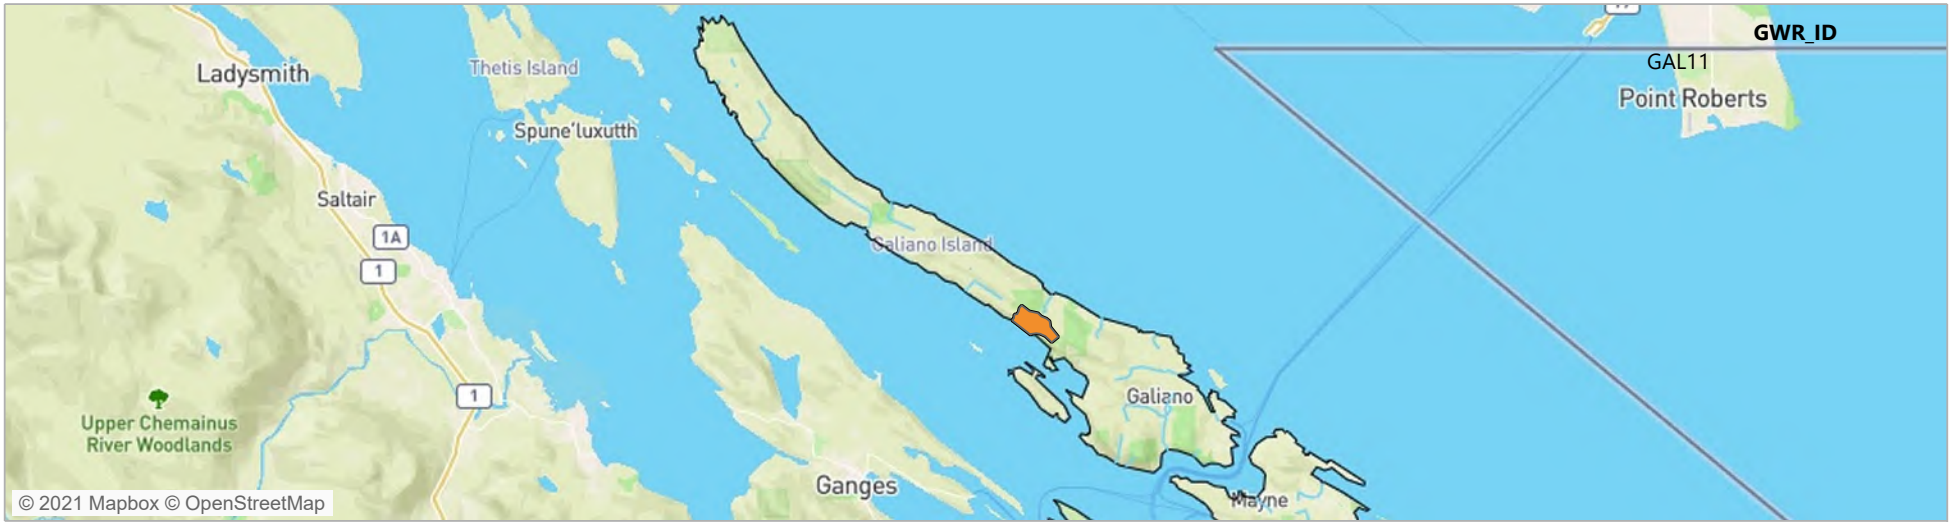 GWR_ID
GAL11
Point Roberts
Ladysmith
Thetis Island
Spune'luxutth
Saltair
1A
1
Galiano Island
1
Galiano
Upper Chemainus
River Woodlands
Ganges
Mayne
© 2021 Mapbox © OpenStreetMap